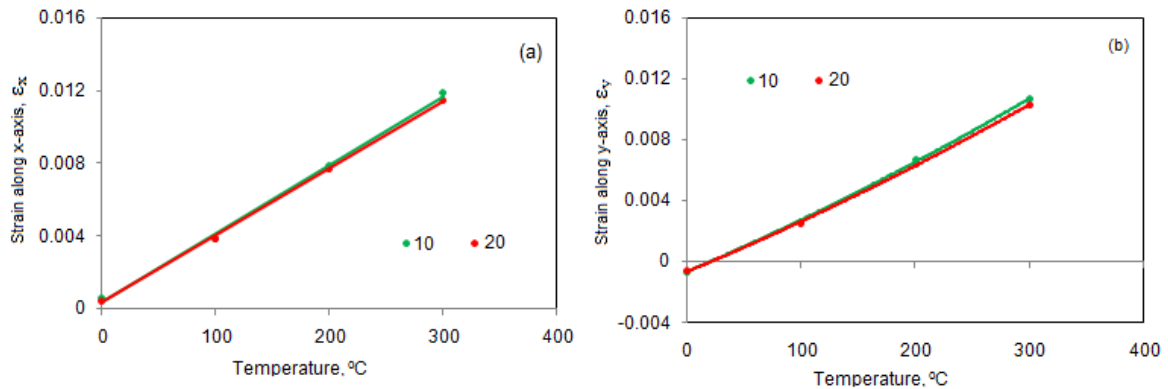 0.016
0.012
0.008
0.004
0
0 100 200 300 400
Strain along x-axis, εX
Temperature, ºC
(a)
10 20
0.016
0.012
0.008
0.004
0
-0.004
0 100 200 300 400
Strain along y-axis, εY
Temperature, ºC
(b)
10 20